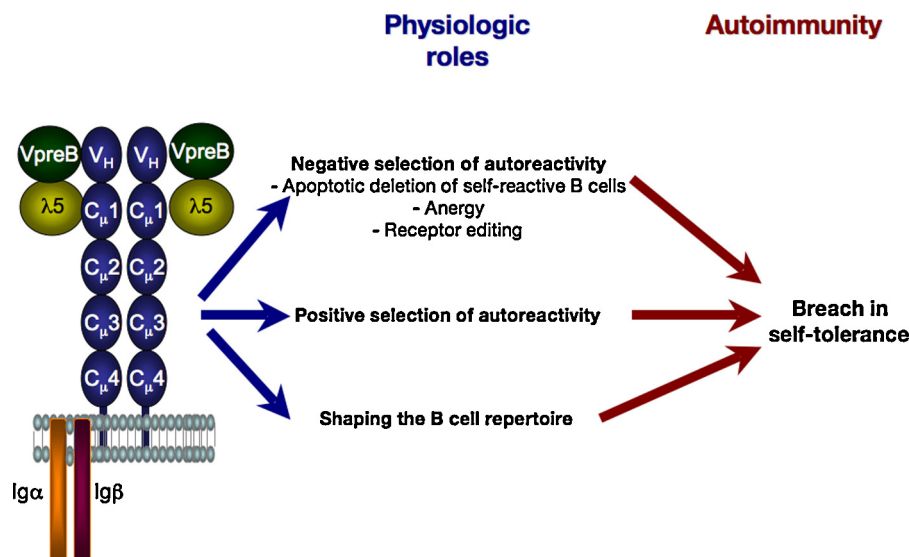 Physiologic
roles
Autoimmunity
VpreB
VH
VH
VpreB
λ5
Cμ1
Cμ1
λ5
Cμ2
Cμ2
Cμ3
Cμ3
Cμ4
Cμ4
Igα
Igβ
Negative selection of autoreactivity
- Apoptotic deletion of self-reactive B cells
- Anergy
- Receptor editing
Positive selection of autoreactivity
Shaping the B cell repertoire
Breach in
self-tolerance